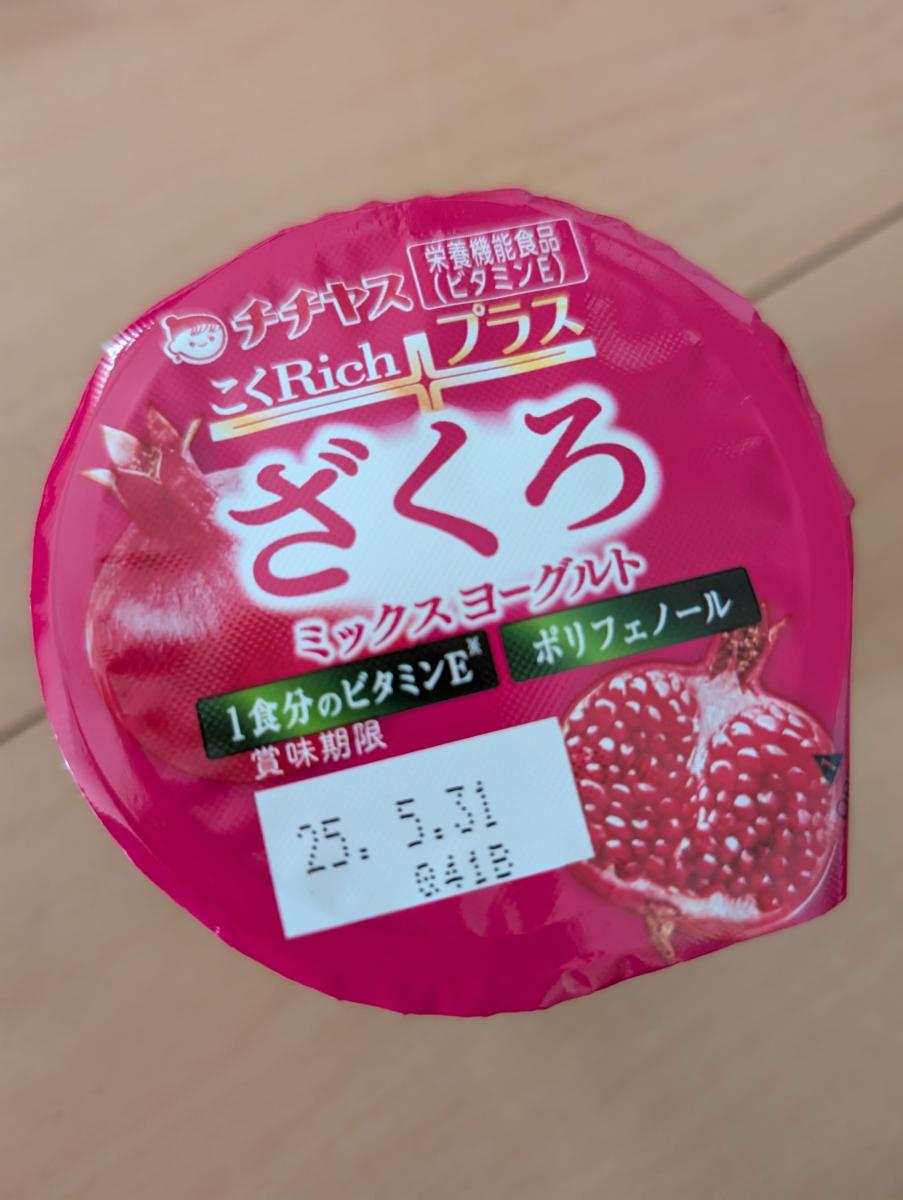 チチヤス
栄養機能食品
(ビタミンE)
こくRich プラス
ざくろ
ミックスヨーグルト
1食分のビタミンE※
ポリフェノール
賞味期限
25. 5.31
041B